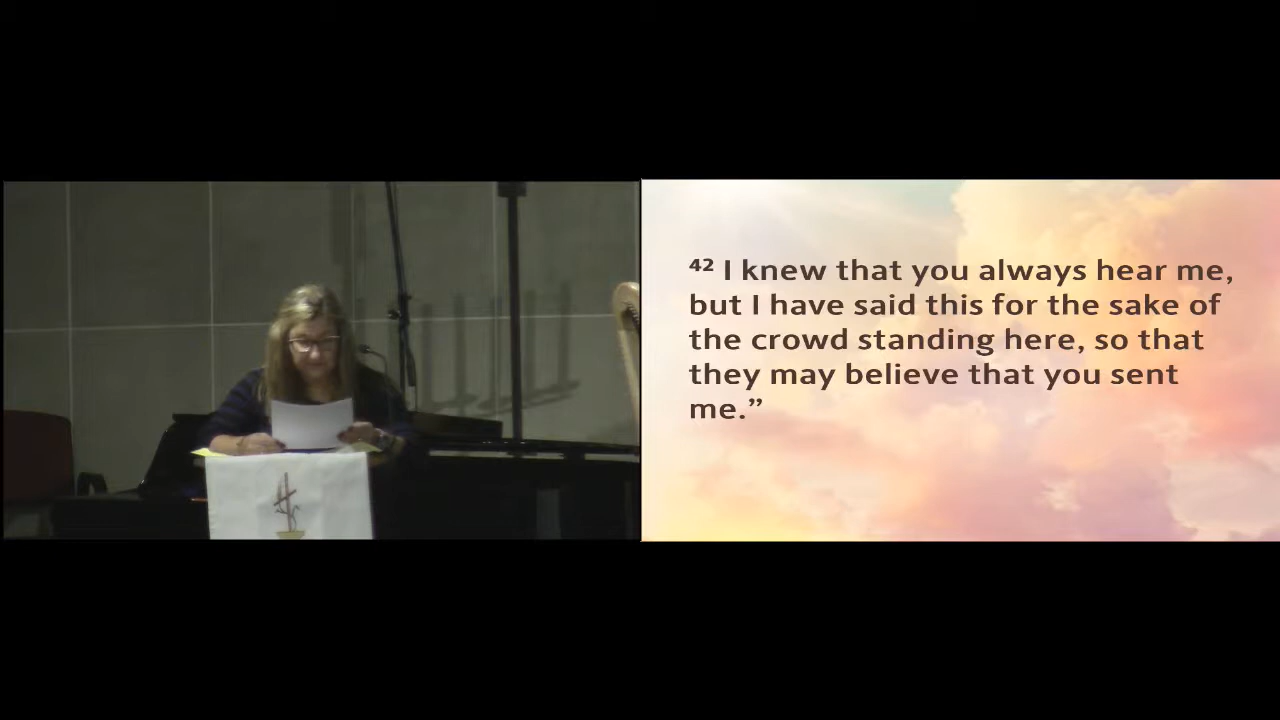 ⁴² I knew that you always hear me,
but I have said this for the sake of
the crowd standing here, so that
they may believe that you sent
me.”